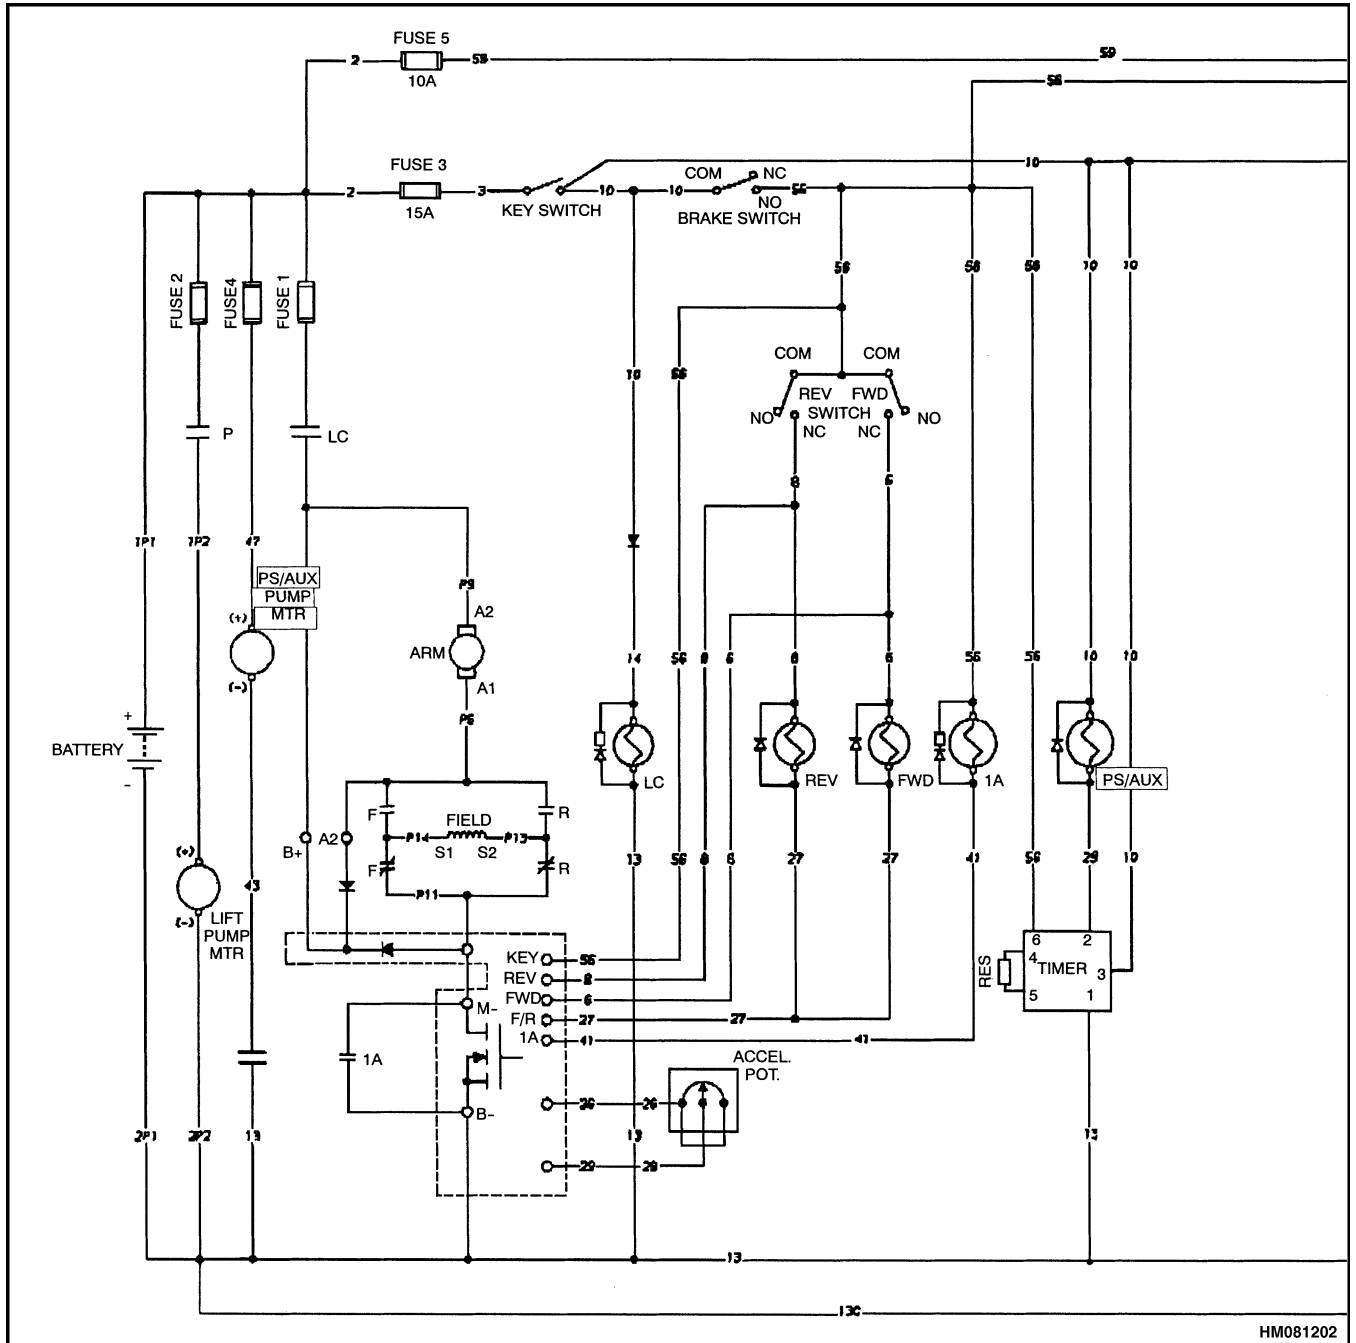 FUSE 5
2
59
59
10A
56
FUSE 3
2
3
15A
KEY SWITCH
10
10
COM
NC
NO
BRAKE SWITCH
56
10
FUSE 2
FUSE4
FUSE 1
56
56
56
10
10
10
56
COM
COM
REV
FWD
SWITCH
NO
NO
NC
NC
P
LC
8
6
1P1
1P2
47
PS/AUX
PUMP
MTR
(+)
(-)
P9
A2
ARM
A1
P6
14
56
8
6
8
6
56
56
10
10
+
BATTERY
-
LC
REV
FWD
1A
PS/AUX
F
R
FIELD
P14
P13
S1
S2
F
R
P11
B+
A2
(+)
(-)
LIFT
PUMP
MTR
43
13
56
8
6
27
27
41
56
29
10
KEY
56
REV
8
FWD
6
F/R
27
27
1A
41
41
6
2
4
TIMER
3
5
1
RES
M-
1A
B-
ACCEL.
POT.
26
26
29
2P1
2P2
13
13
13
13
13C
HM081202